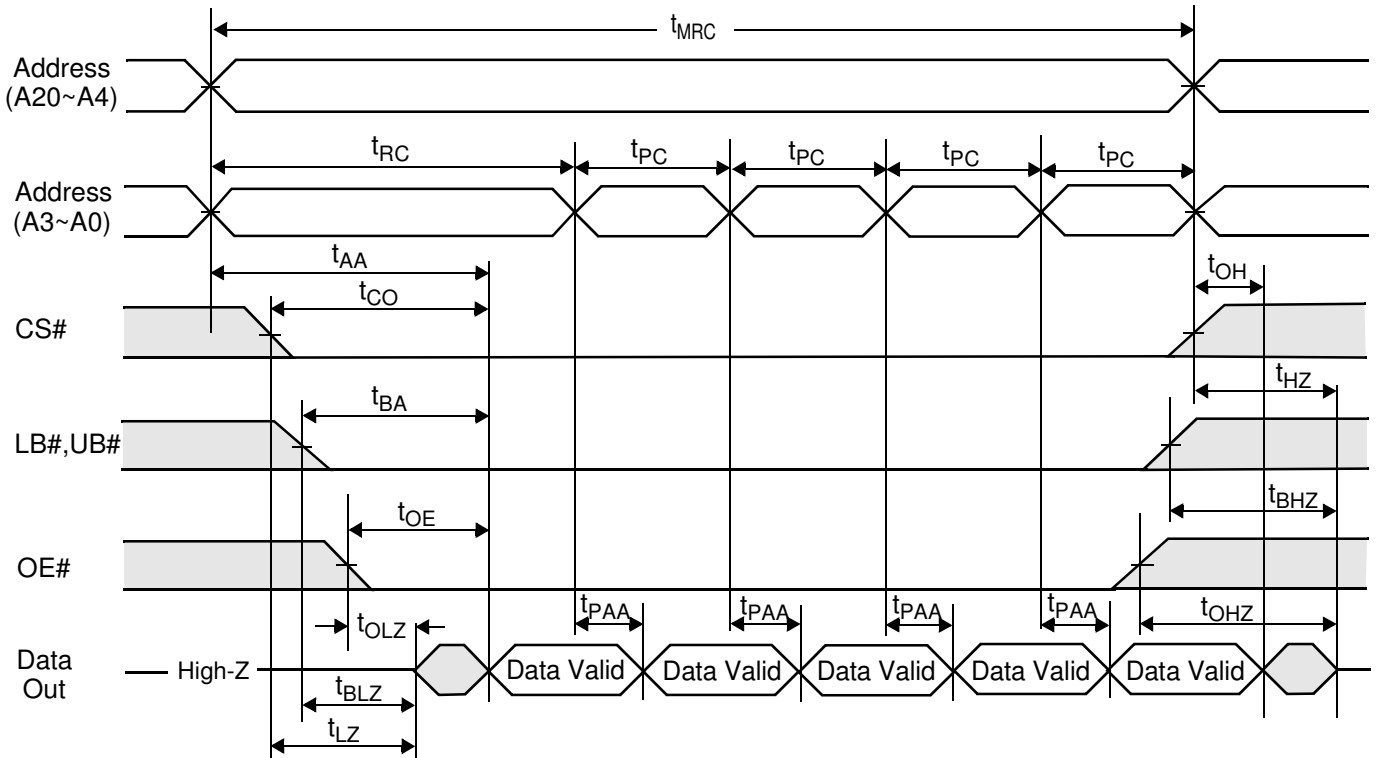 tMRC
Address
(A20~A4)
tRC
tPC
tPC
tPC
tPC
Address
(A3~A0)
tAA
tOH
tCO
CS#
tHZ
tBA
LB#,UB#
tBHZ
tOE
OE#
tOLZ
tPAA
tPAA
tPAA
tPAA
tOHZ
Data
Out
High-Z
Data Valid
Data Valid
Data Valid
Data Valid
Data Valid
tBLZ
tLZ